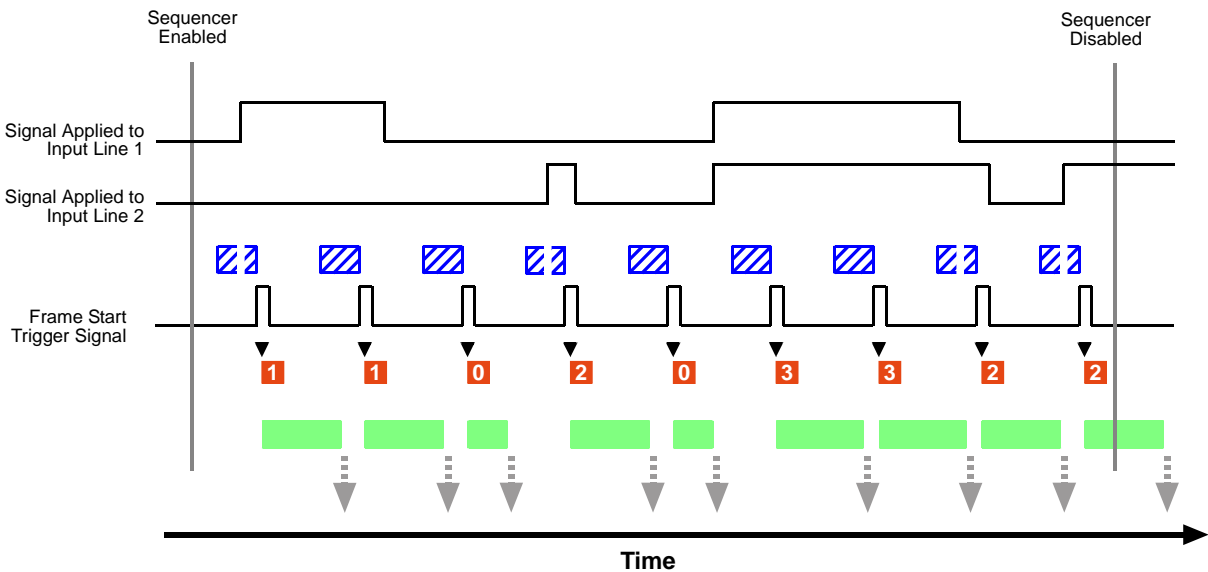 Sequencer
Enabled
Sequencer
Disabled
Signal Applied to
Input Line 1
Signal Applied to
Input Line 2
Frame Start
Trigger Signal
1 1 0 2 0 3 3 2 2
Time